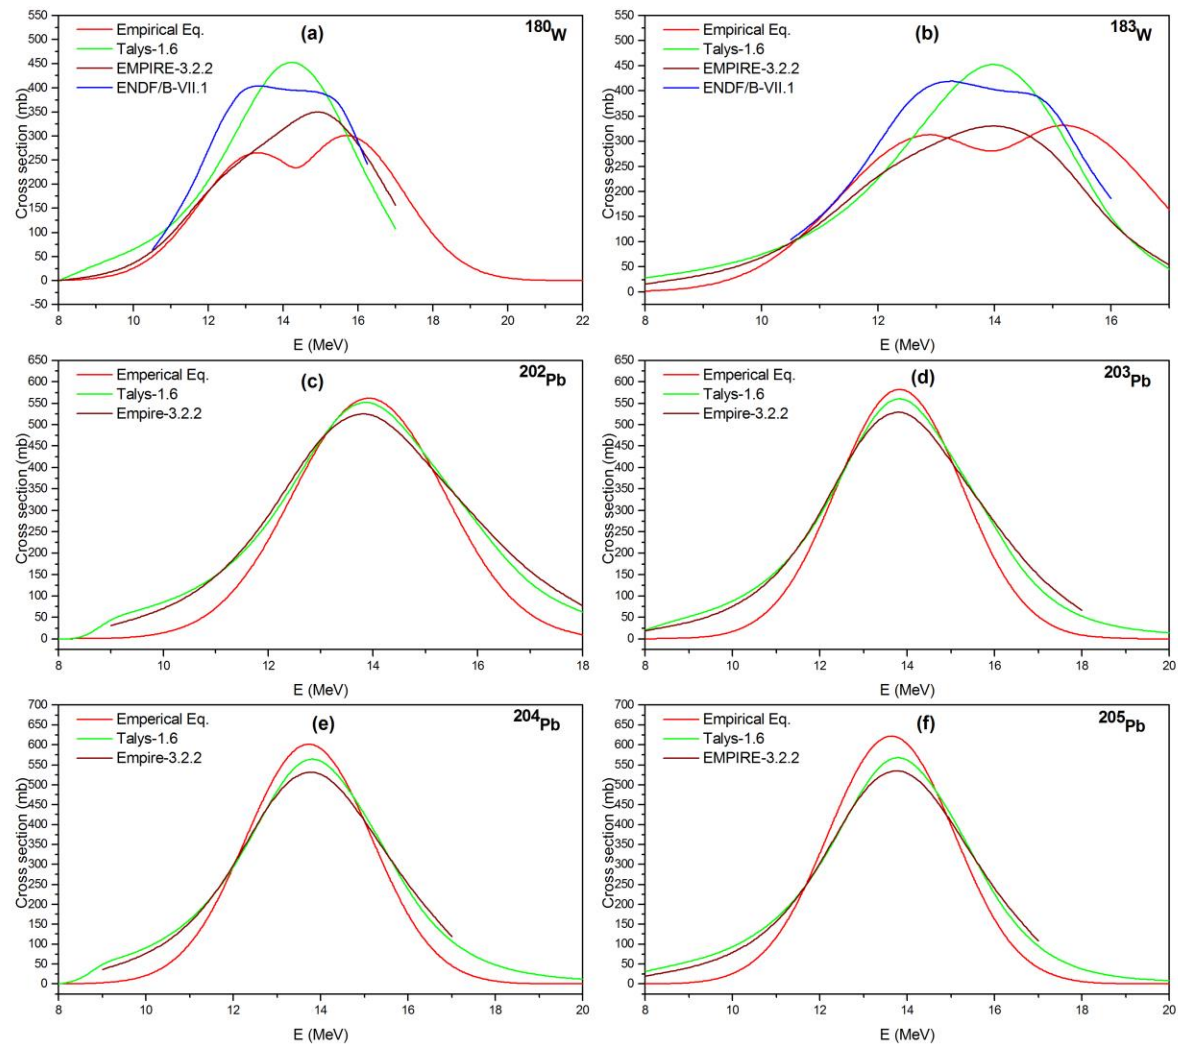 (a)
180W
Empirical Eq.
Talys-1.6
EMPIRE-3.2.2
ENDF/B-VII.1
Cross section (mb)
550
500
450
400
350
300
250
200
150
100
50
0
-50
8 10 12 14 16 18 20 22
E (MeV)
(b)
183W
Empirical Eq.
Talys-1.6
EMPIRE-3.2.2
ENDF/B-VII.1
Cross section (mb)
550
500
450
400
350
300
250
200
150
100
50
0
8 10 12 14 16
E (MeV)
(c)
202Pb
Emperical Eq.
Talys-1.6
Empire-3.2.2
Cross section (mb)
650
600
550
500
450
400
350
300
250
200
150
100
50
0
8 10 12 14 16 18
E (MeV)
(d)
203Pb
Emperical Eq.
Talys-1.6
Empire-3.2.2
Cross section (mb)
650
600
550
500
450
400
350
300
250
200
150
100
50
0
8 10 12 14 16 18 20
E (MeV)
(e)
204Pb
Emperical Eq.
Talys-1.6
Empire-3.2.2
Cross section (mb)
700
650
600
550
500
450
400
350
300
250
200
150
100
50
0
8 10 12 14 16 18 20
E (MeV)
(f)
205Pb
Empirical Eq.
Talys-1.6
EMPIRE-3.2.2
Cross section (mb)
700
650
600
550
500
450
400
350
300
250
200
150
100
50
0
8 10 12 14 16 18 20
E (MeV)